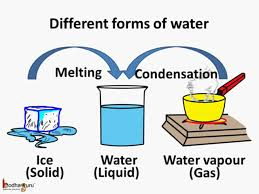 Different forms of water
Melting
Condensation
Ice
(Solid)
Water
(Liquid)
Water vapour
(Gas)